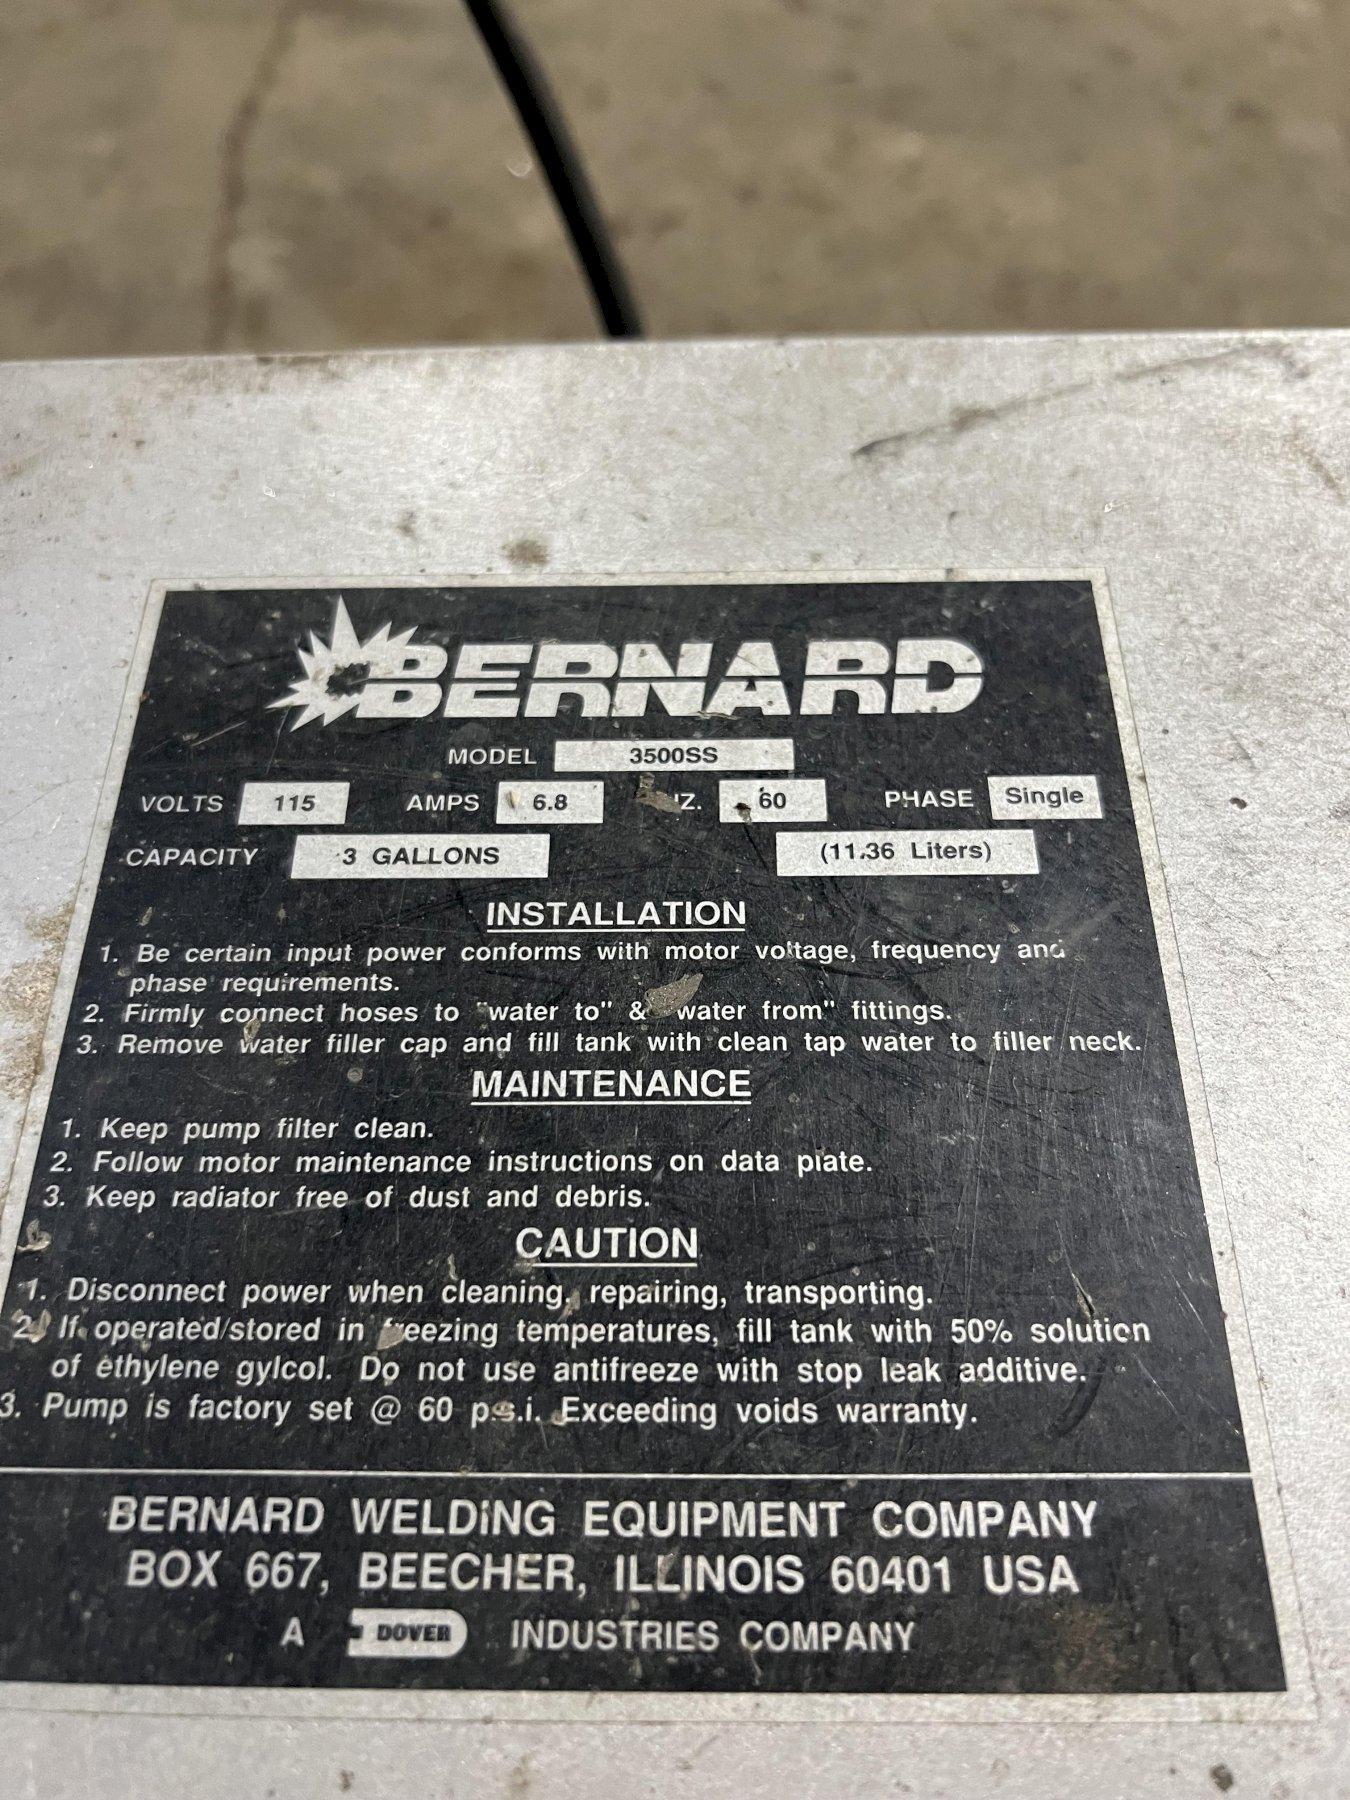 BERNARD
MODEL 3500SS
VOLTS 115 AMPS 6.8 HZ. 60 PHASE Single
CAPACITY 3 GALLONS (11.36 Liters)
INSTALLATION
1. Be certain input power conforms with motor voltage, frequency and
phase requirements.
2. Firmly connect hoses to "water to" & "water from" fittings.
3. Remove water filler cap and fill tank with clean tap water to filler neck.
MAINTENANCE
1. Keep pump filter clean.
2. Follow motor maintenance instructions on data plate.
3. Keep radiator free of dust and debris.
CAUTION
1. Disconnect power when cleaning, repairing, transporting.
2. If operated/stored in freezing temperatures, fill tank with 50% solution
of ethylene gylcol. Do not use antifreeze with stop leak additive.
3. Pump is factory set @ 60 p.s.i. Exceeding voids warranty.
BERNARD WELDING EQUIPMENT COMPANY
BOX 667, BEECHER, ILLINOIS 60401 USA
A DOVER INDUSTRIES COMPANY